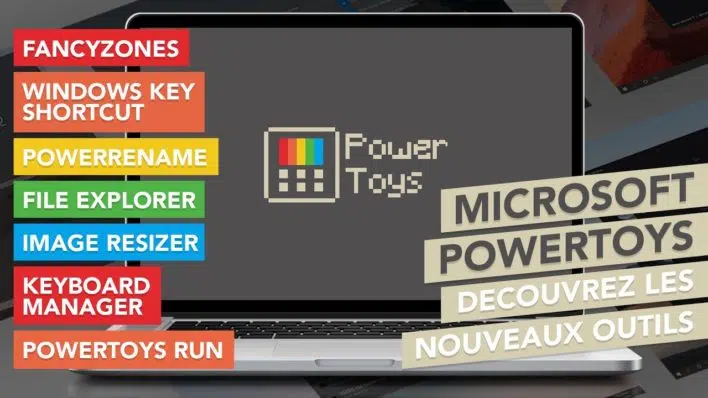 FANCYZONES
WINDOWS KEY
SHORTCUT
POWERRENAME
FILE EXPLORER
IMAGE RESIZER
KEYBOARD
MANAGER
POWERTOYS RUN
Power
Toys
MICROSOFT
POWERTOYS
DECOUVREZ LES
NOUVEAUX OUTILS